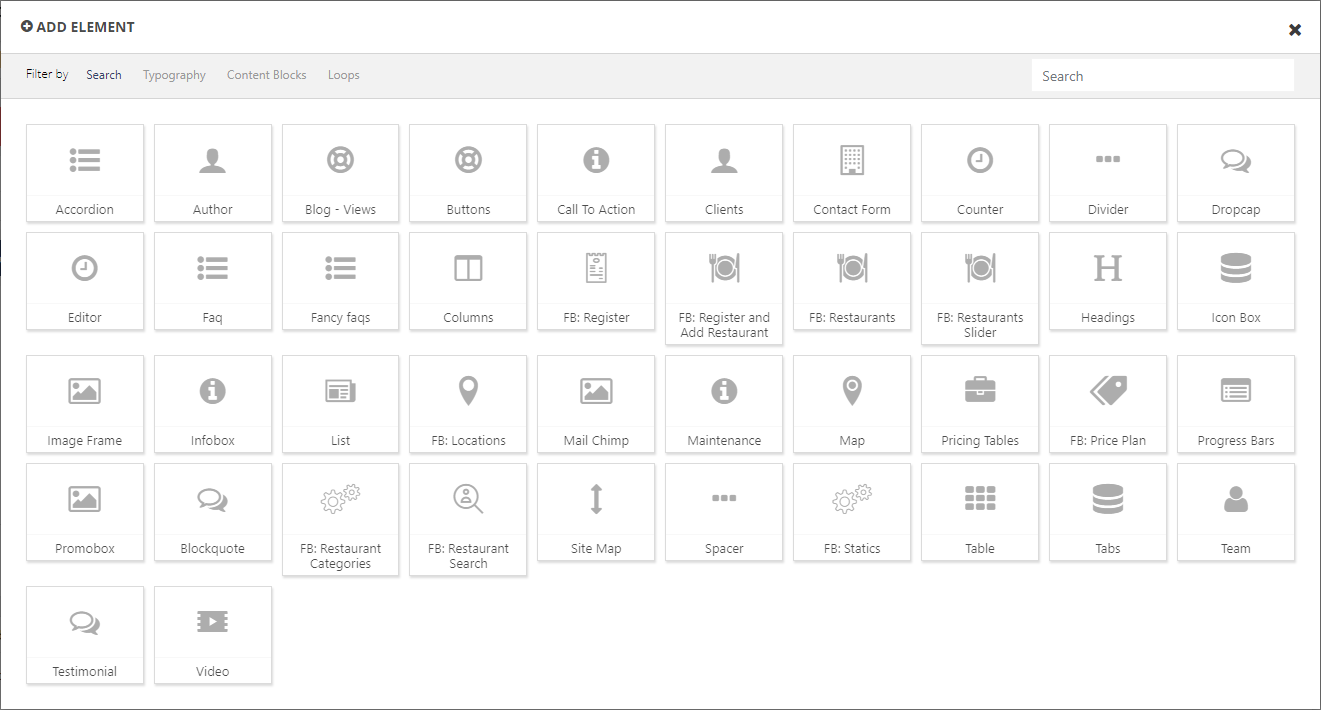 ADD ELEMENT
Filter by Search Typography Content Blocks Loops Search
Accordion Author Blog - Views Buttons Call To Action Clients Contact Form Counter Divider Dropcap
Editor Faq Fancy faqs Columns FB: Register FB: Register and Add Restaurant FB: Restaurants FB: Restaurants Slider Headings Icon Box
Image Frame Infobox List FB: Locations Mail Chimp Maintenance Map Pricing Tables FB: Price Plan Progress Bars
Promobox Blockquote FB: Restaurant Categories FB: Restaurant Search Site Map Spacer FB: Statics Table Tabs Team
Testimonial Video